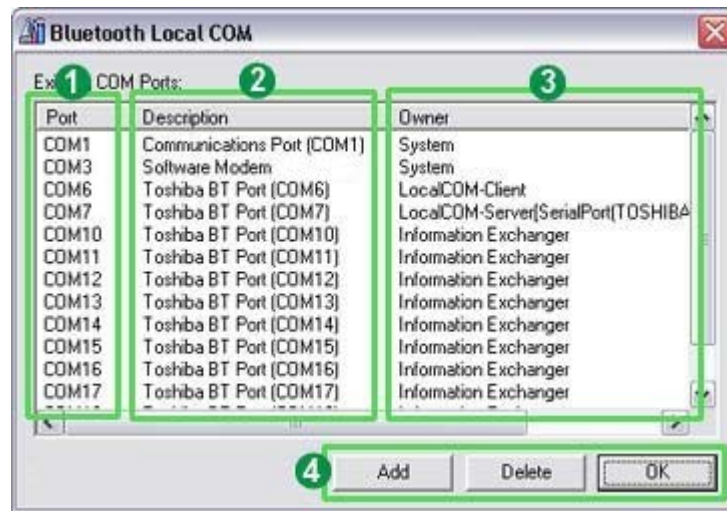 Bluetooth Local COM
COM Ports:
1 2 3
Port Description Owner
COM1 Communications Port (COM1) System
COM3 Software Modem System
COM6 Toshiba BT Port (COM6) LocalCOM-Client
COM7 Toshiba BT Port (COM7) LocalCOM-Server[SerialPort(TOSHIBA
COM10 Toshiba BT Port (COM10) Information Exchanger
COM11 Toshiba BT Port (COM11) Information Exchanger
COM12 Toshiba BT Port (COM12) Information Exchanger
COM13 Toshiba BT Port (COM13) Information Exchanger
COM14 Toshiba BT Port (COM14) Information Exchanger
COM15 Toshiba BT Port (COM15) Information Exchanger
COM16 Toshiba BT Port (COM16) Information Exchanger
COM17 Toshiba BT Port (COM17) Information Exchanger
4 Add Delete OK